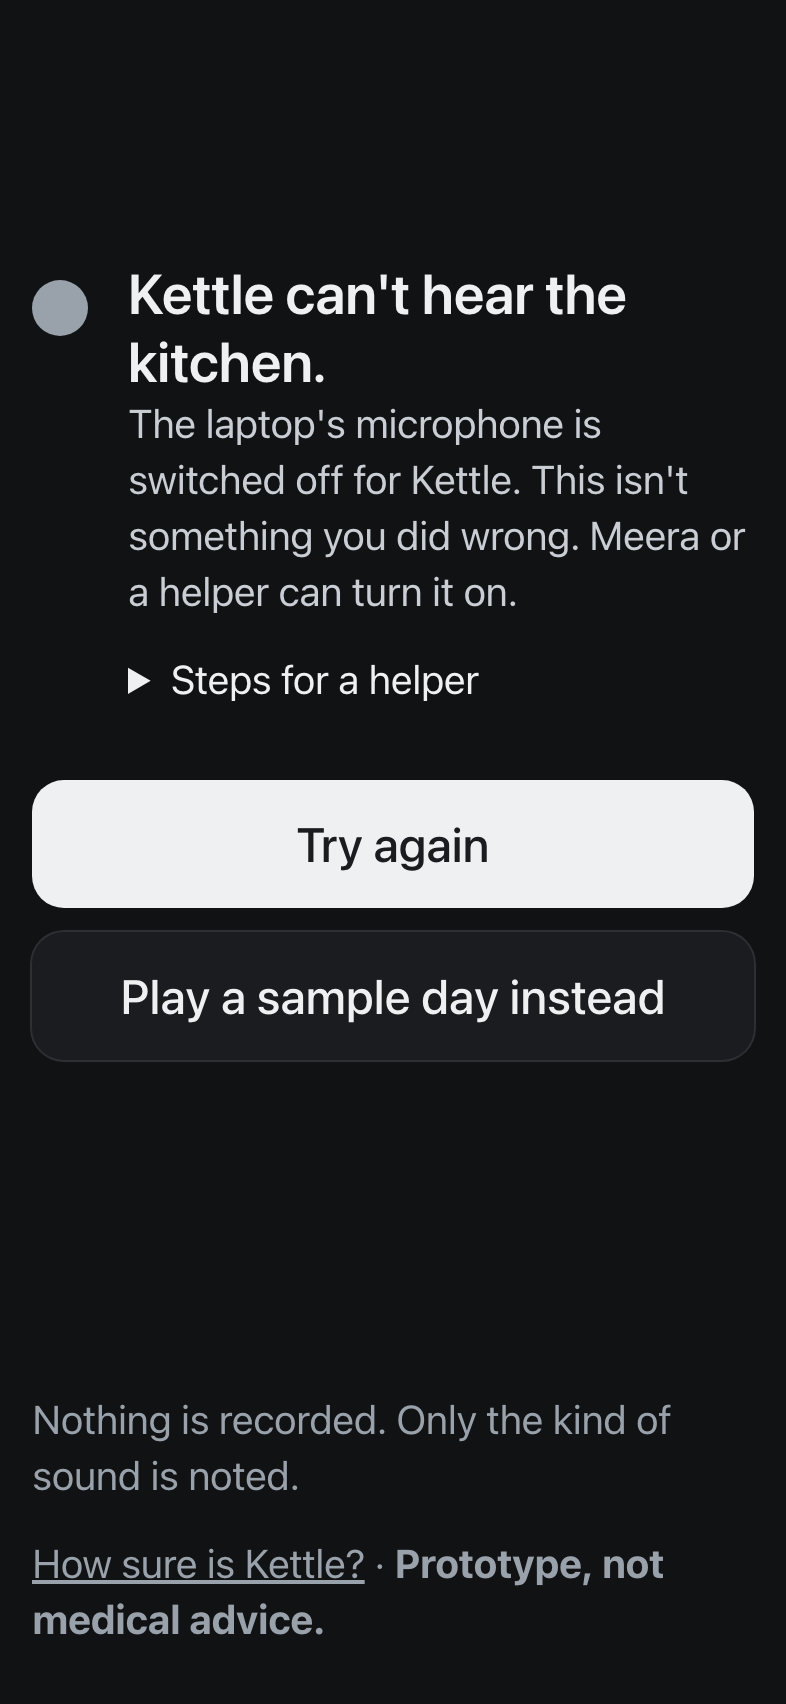 Kettle can't hear the
kitchen.
The laptop's microphone is
switched off for Kettle. This isn't
something you did wrong. Meera or
a helper can turn it on.
Steps for a helper
Try again
Play a sample day instead
Nothing is recorded. Only the kind of
sound is noted.
How sure is Kettle? · Prototype, not
medical advice.